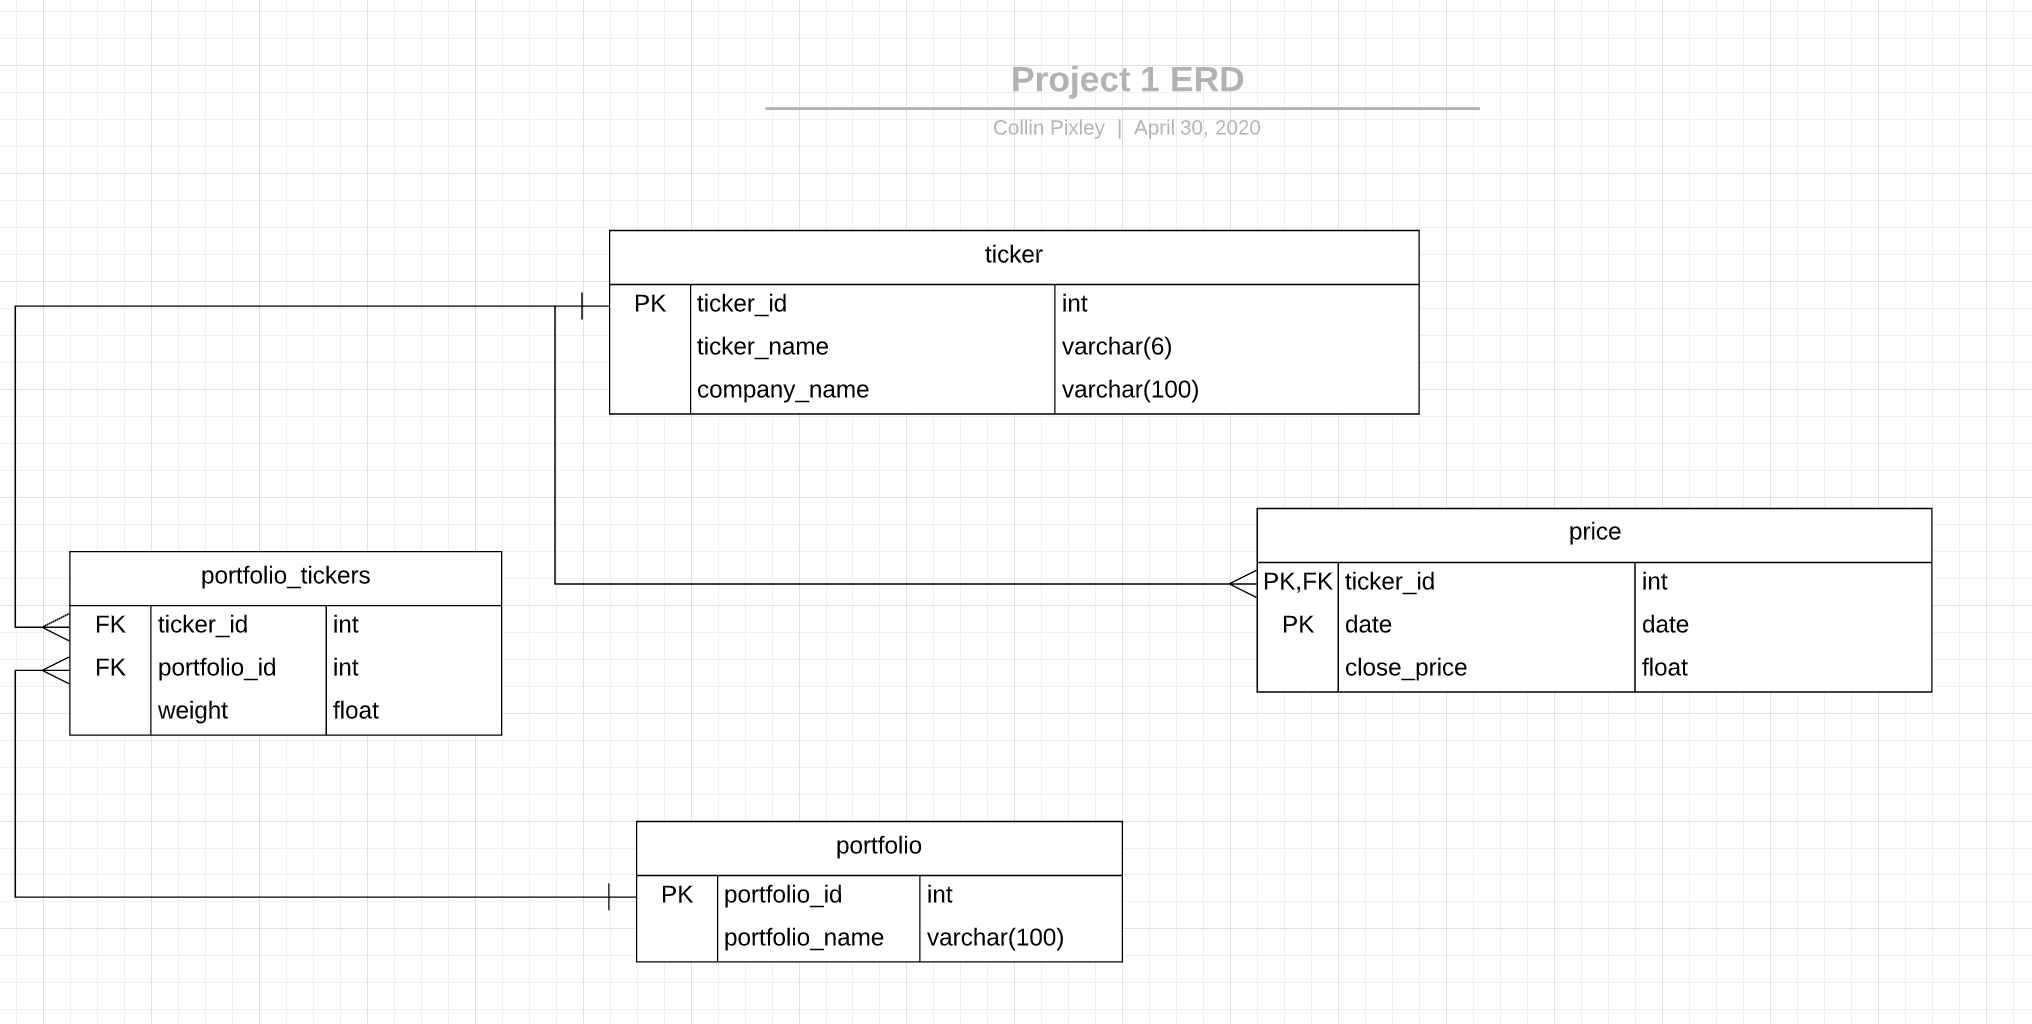 Project 1 ERD
Collin Pixley | April 30, 2020
ticker
PK ticker_id int
ticker_name varchar(6)
company_name varchar(100)
price
PK,FK ticker_id int
PK date date
close_price float
portfolio_tickers
FK ticker_id int
FK portfolio_id int
weight float
portfolio
PK portfolio_id int
portfolio_name varchar(100)